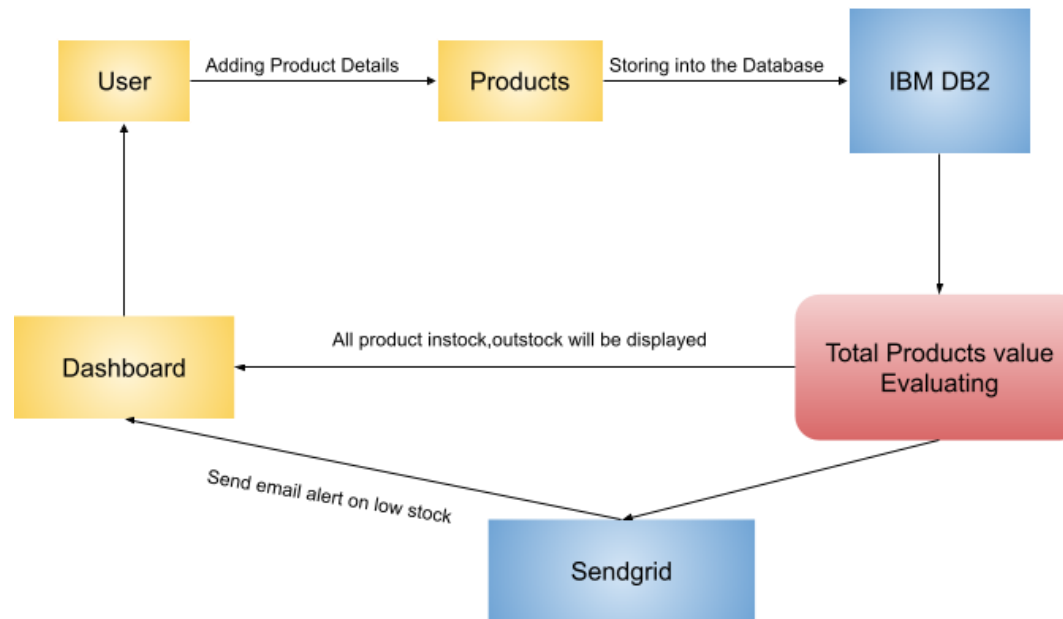 User
Adding Product Details
Products
Storing into the Database
IBM DB2
Dashboard
All product instock,outstock will be displayed
Total Products value
Evaluating
Send email alert on low stock
Sendgrid